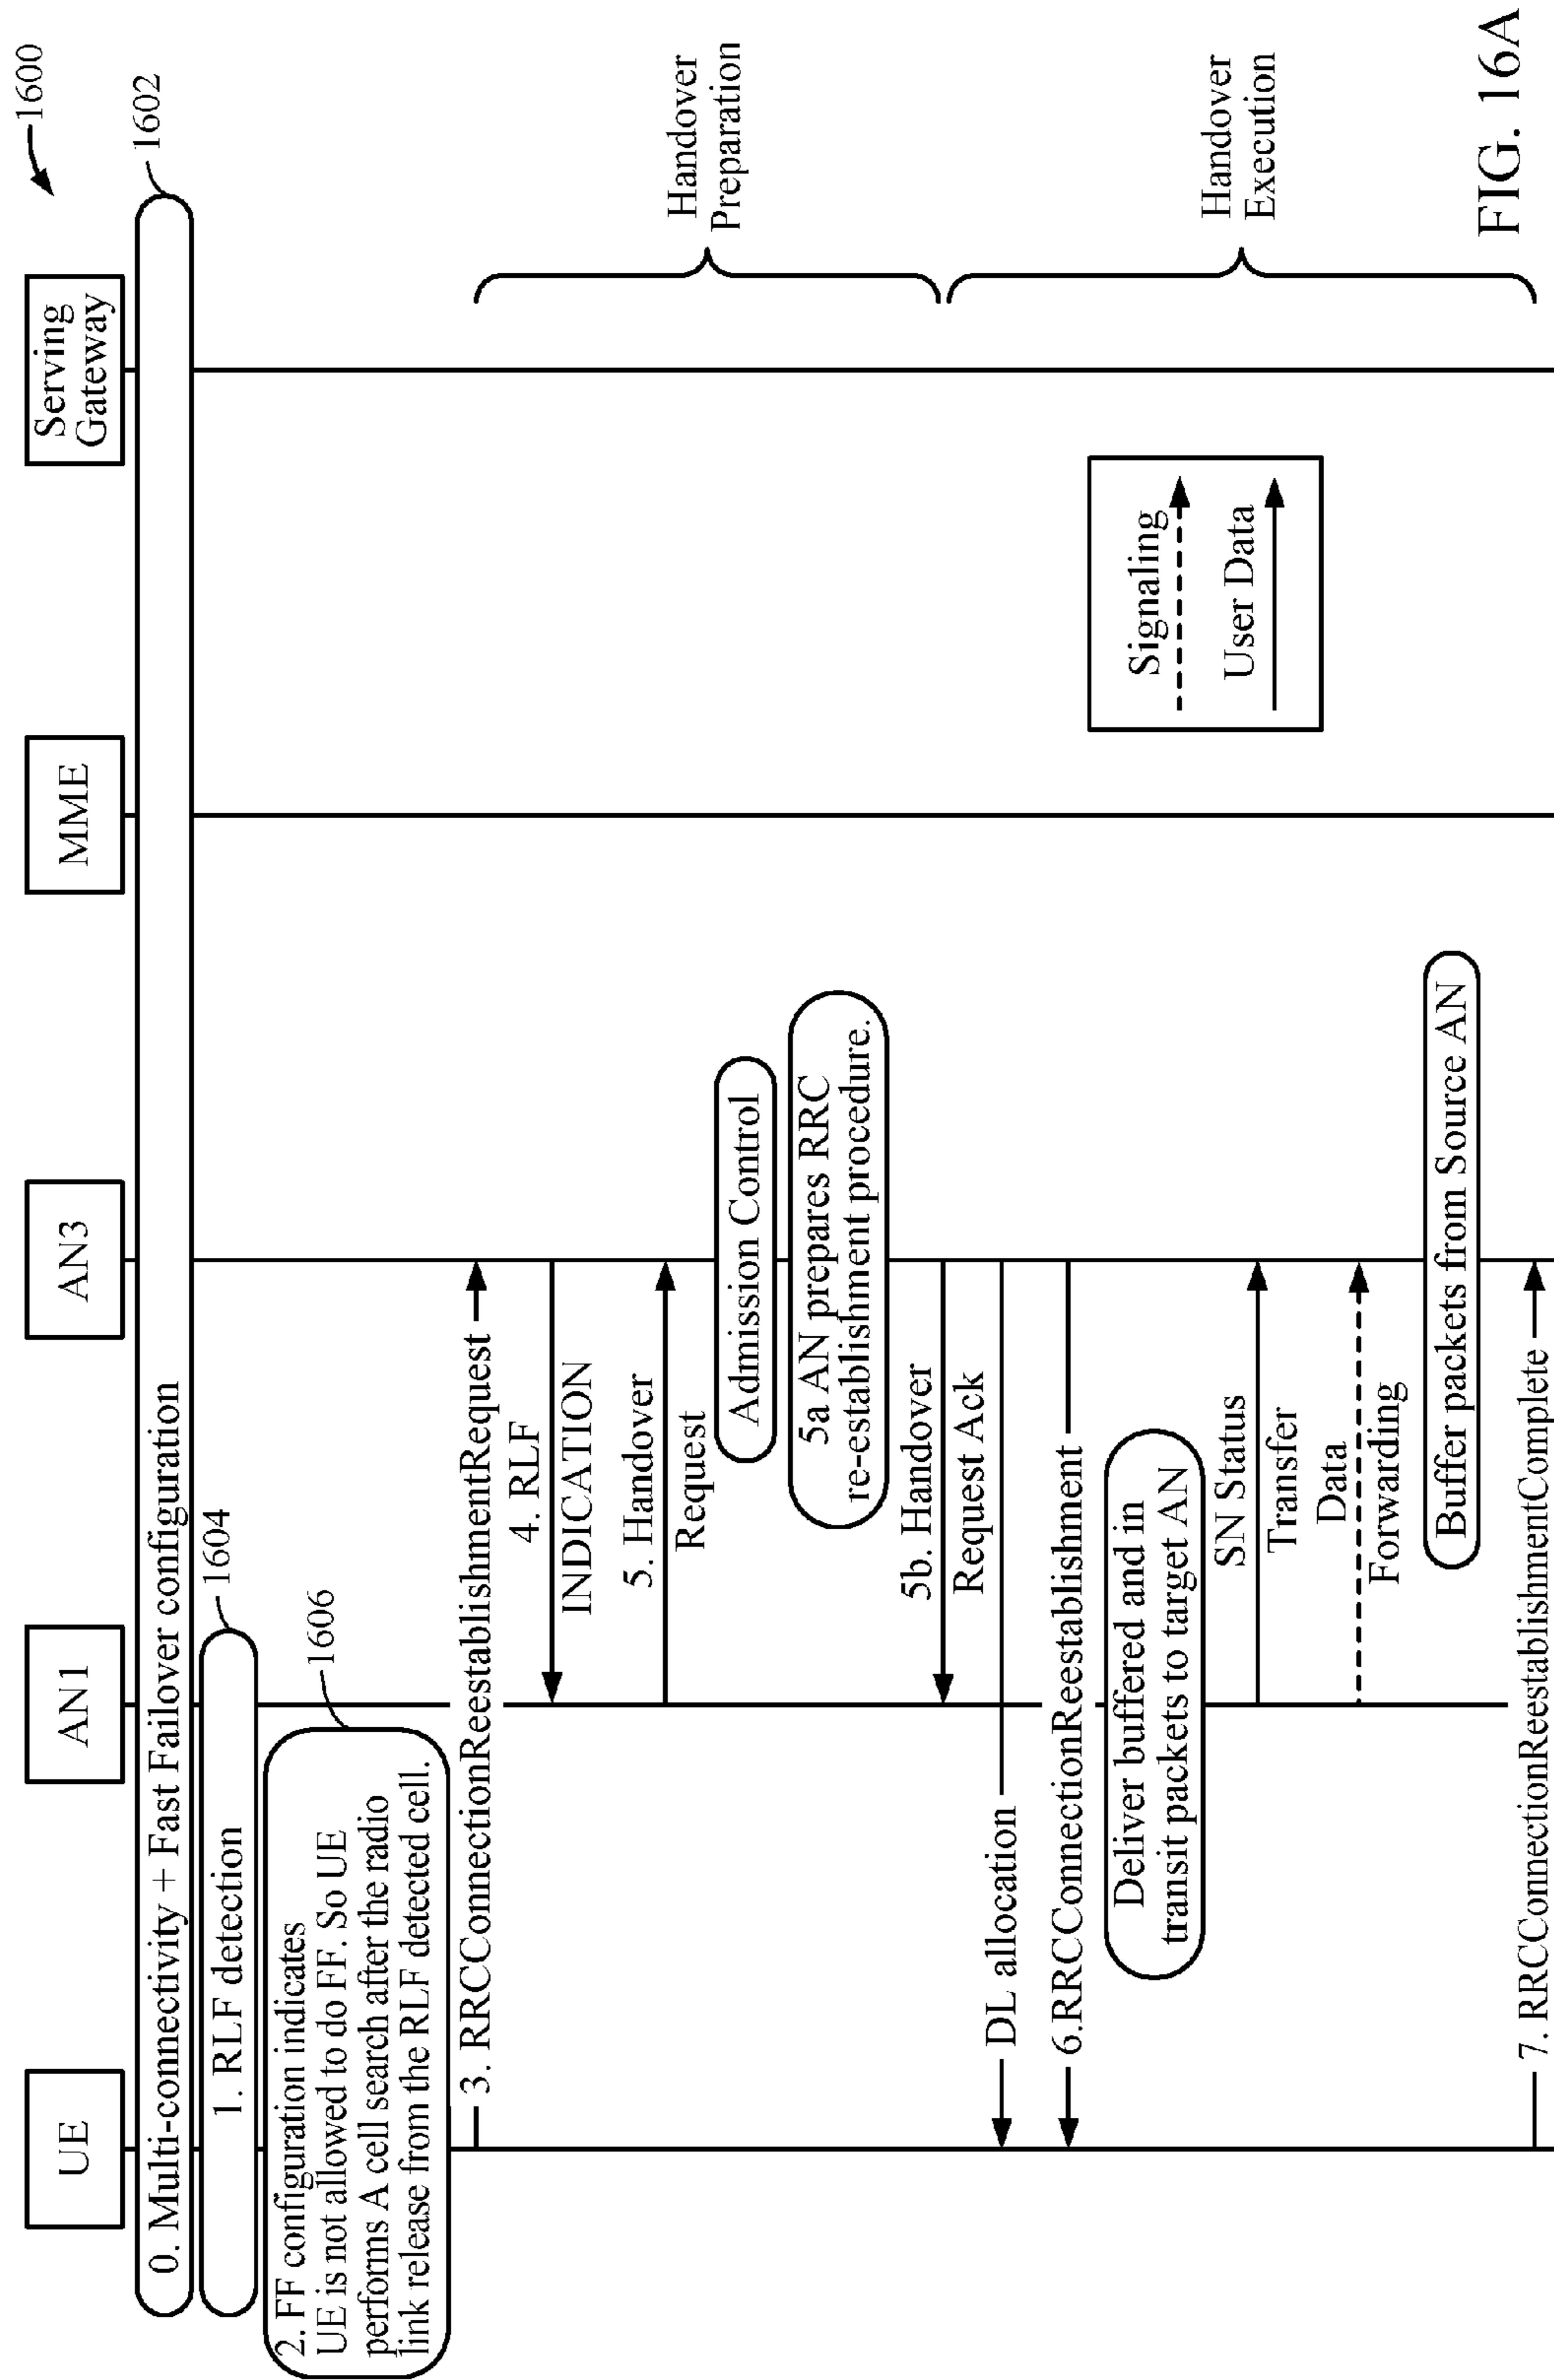 1600
UE
AN1
AN3
MME
Serving
Gateway
0. Multi-connectivity + Fast Failover configuration
1602
1. RLF detection
1604
2. FF configuration indicates
UE is not allowed to do FF. So UE
performs A cell search after the radio
link release from the RLF detected cell.
1606
3. RRCConnectionReestablishmentRequest
4. RLF
INDICATION
5. Handover
Request
Admission Control
5a AN prepares RRC
re-establishment procedure.
5b. Handover
Request Ack
Handover
Preparation
DL allocation
6.RRCConnectionReestablishment
Deliver buffered and in
transit packets to target AN
SN Status
Transfer
Data
Forwarding
Buffer packets from Source AN
7. RRCConnectionReestablishmentComplete
Signaling
User Data
Handover
Execution
FIG. 16A